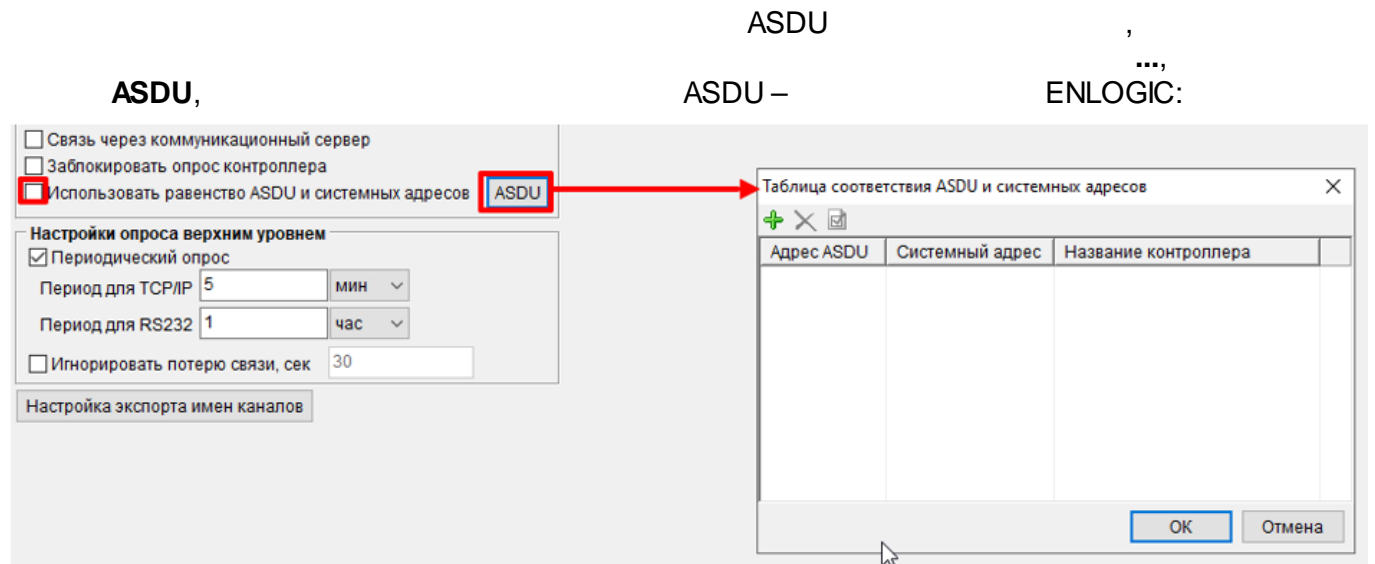 ASDU ,
...,
ASDU, ASDU – ENLOGIC:
Связь через коммуникационный сервер
Заблокировать опрос контроллера
Использовать равенство ASDU и системных адресов ASDU
Настройки опроса верхним уровнем
Периодический опрос
Период для TCP/IP 5 мин
Период для RS232 1 час
Игнорировать потерю связи, сек 30
Настройка экспорта имен каналов
Таблица соответствия ASDU и системных адресов
Адрес ASDU Системный адрес Название контроллера
ОК Отмена